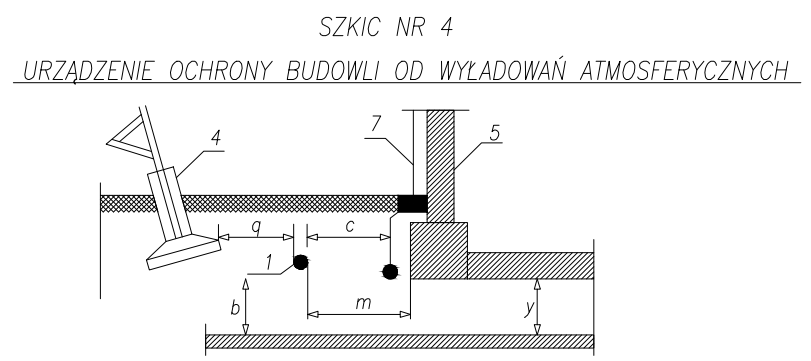 SZKIC NR 4
URZĄDZENIE OCHRONY BUDOWLI OD WYŁADOWAŃ ATMOSFERYCZNYCH
4
7
5
q
c
1
b
m
y